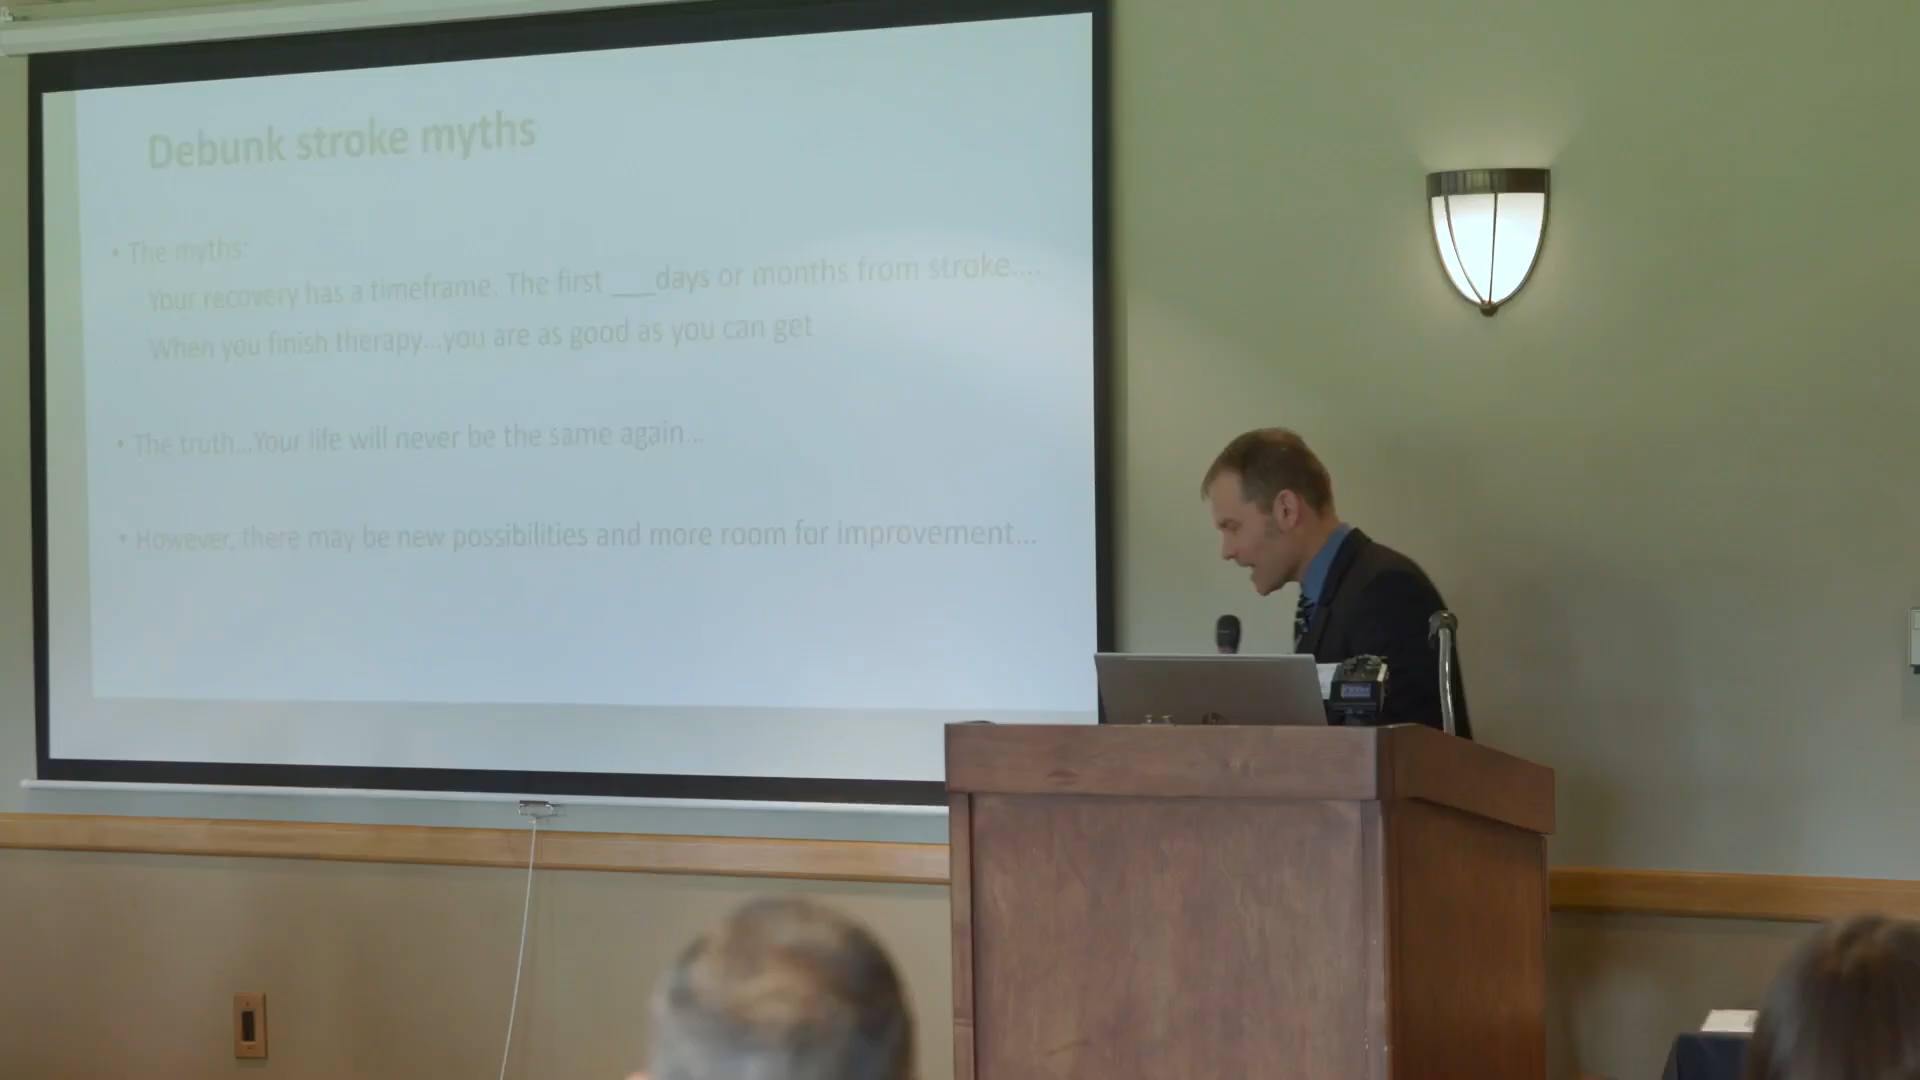 Debunk stroke myths
• The myths:
Your recovery has a timeframe. The first ___days or months from stroke....
When you finish therapy...you are as good as you can get
• The truth...Your life will never be the same again...
• However, there may be new possibilities and more room for improvement...